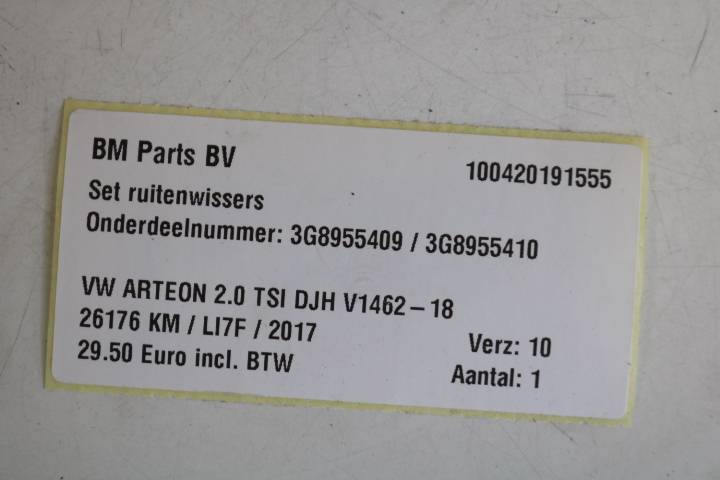 BM Parts BV
100420191555
Set ruitenwissers
Onderdeelnummer: 3G8955409 / 3G8955410
VW ARTEON 2.0 TSI DJH V1462-18
26176 KM / LI7F / 2017
Verz: 10
29.50 Euro incl. BTW
Aantal: 1